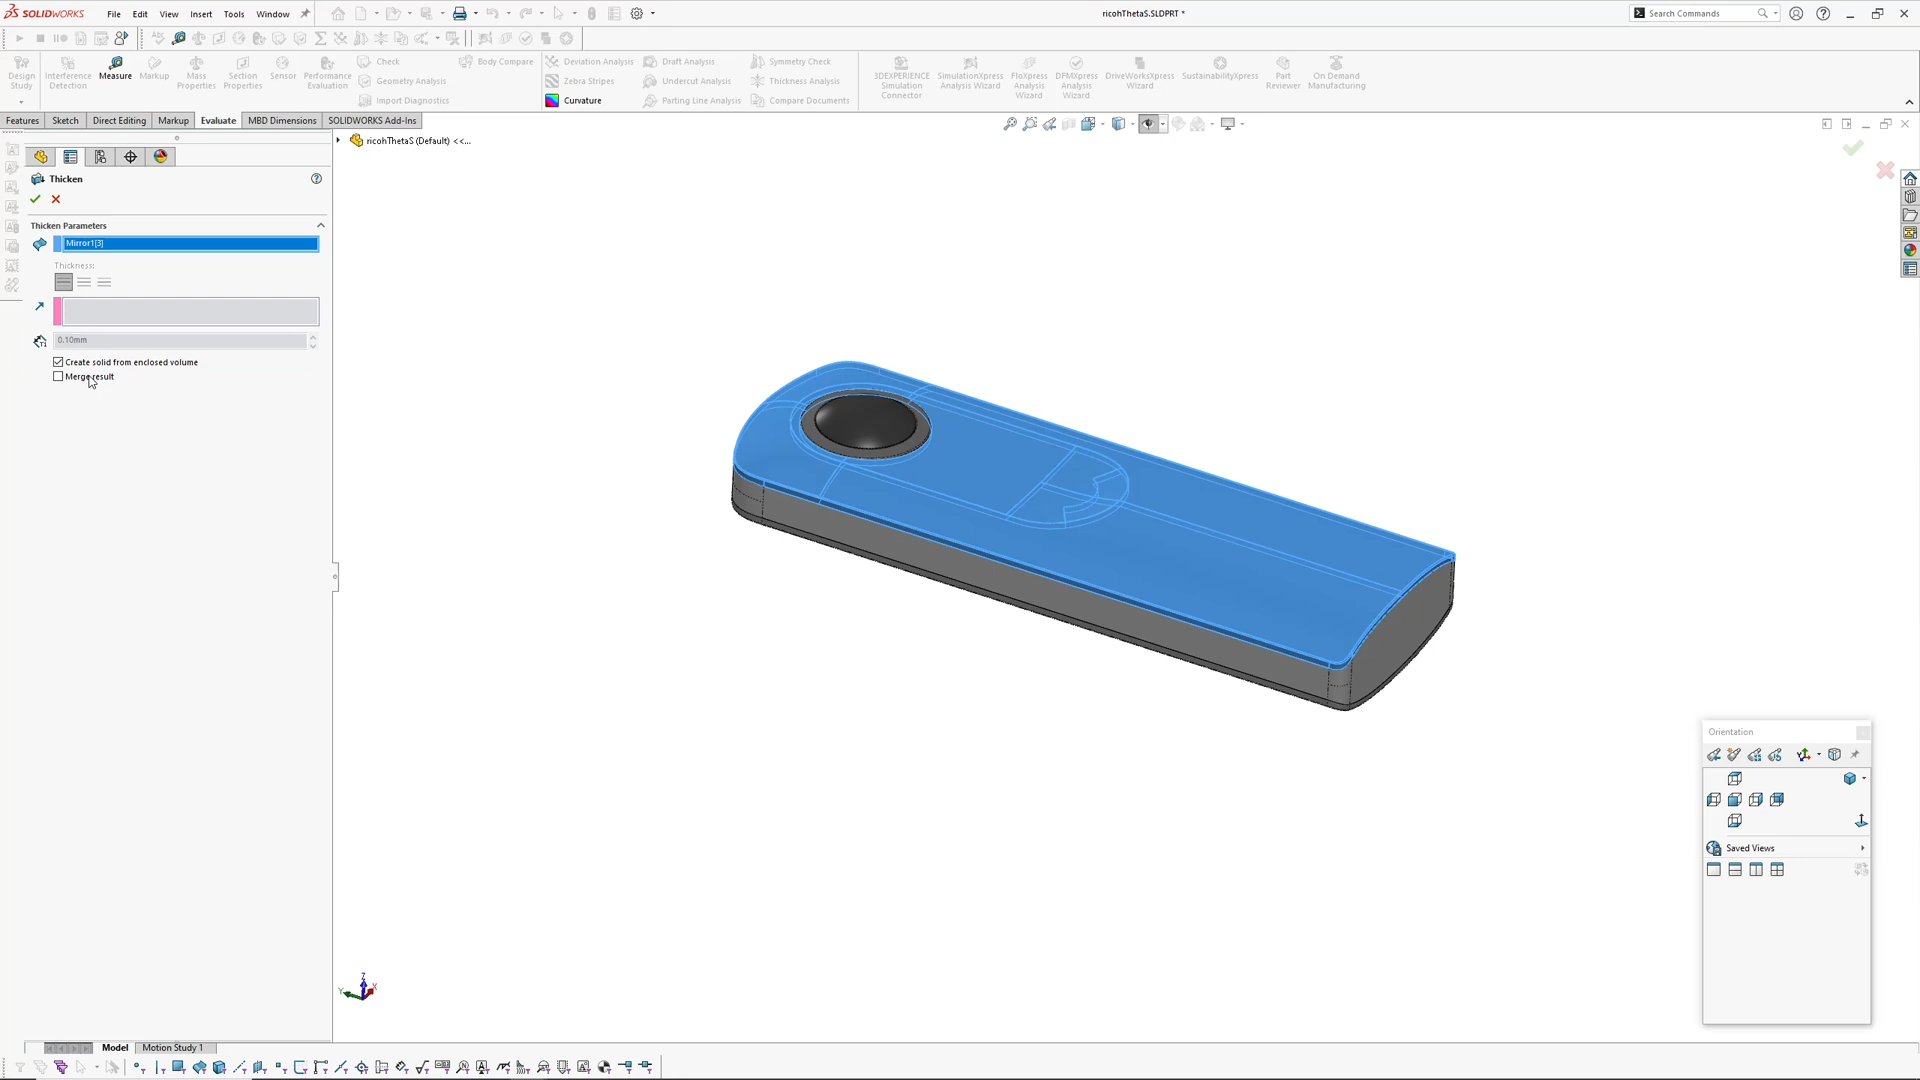 SOLIDWORKS File Edit View Insert Tools Window ricohThetaS.SLDPRT * Search Commands
Design Study
Interference Detection
Measure
Markup
Mass Properties
Section Properties
Sensor
Performance Evaluation
Check
Geometry Analysis
Import Diagnostics
Body Compare
Deviation Analysis
Zebra Stripes
Curvature
Draft Analysis
Undercut Analysis
Parting Line Analysis
Symmetry Check
Thickness Analysis
Compare Documents
3DEXPERIENCE Simulation Connector
SimulationXpress Analysis Wizard
FloXpress Analysis Wizard
DFMXpress Analysis Wizard
DriveWorksXpress Wizard
SustainabilityXpress
Part Reviewer
On Demand Manufacturing
Features Sketch Direct Editing Markup Evaluate MBD Dimensions SOLIDWORKS Add-Ins
ricohThetaS (Default) <<...
Thicken
Thicken Parameters
Mirror1[3]
Thickness:
0.10mm
Create solid from enclosed volume
Merge result
Orientation
Saved Views
Z
Y
X
Model Motion Study 1